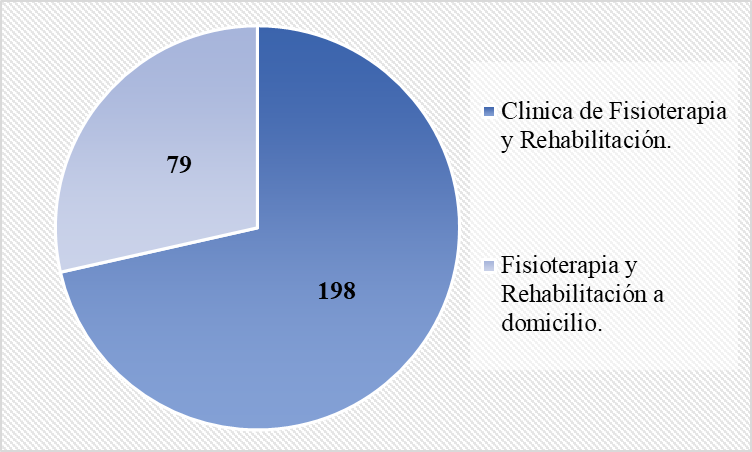 79
198
Clinica de Fisioterapia
y Rehabilitación.
Fisioterapia y
Rehabilitación a
domicilio.